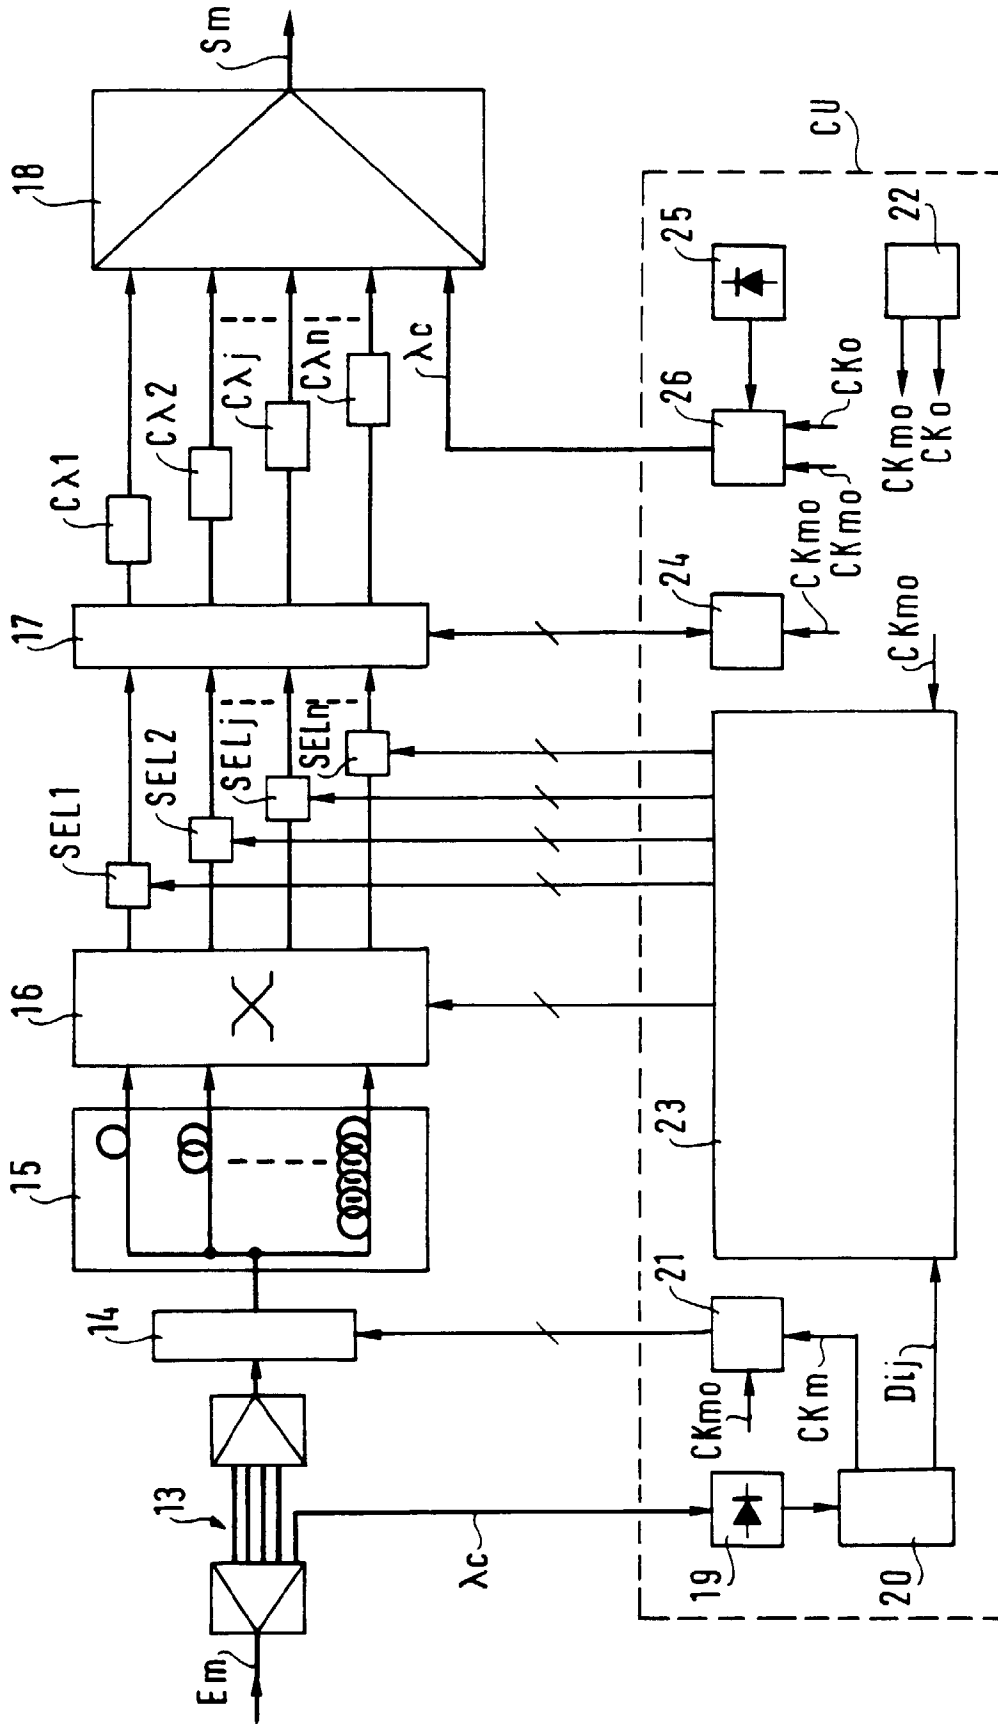 Em
13
14
15
16
SEL1
SEL2
SELj
SELn
17
Cλ1
Cλ2
Cλj
Cλn
18
Sm
λc
λc
19
20
CKmo
21
CKm
Dij
23
CKmo
24
CKmo
CKmo
26
CKo
25
CKmo
CKo
22
CU